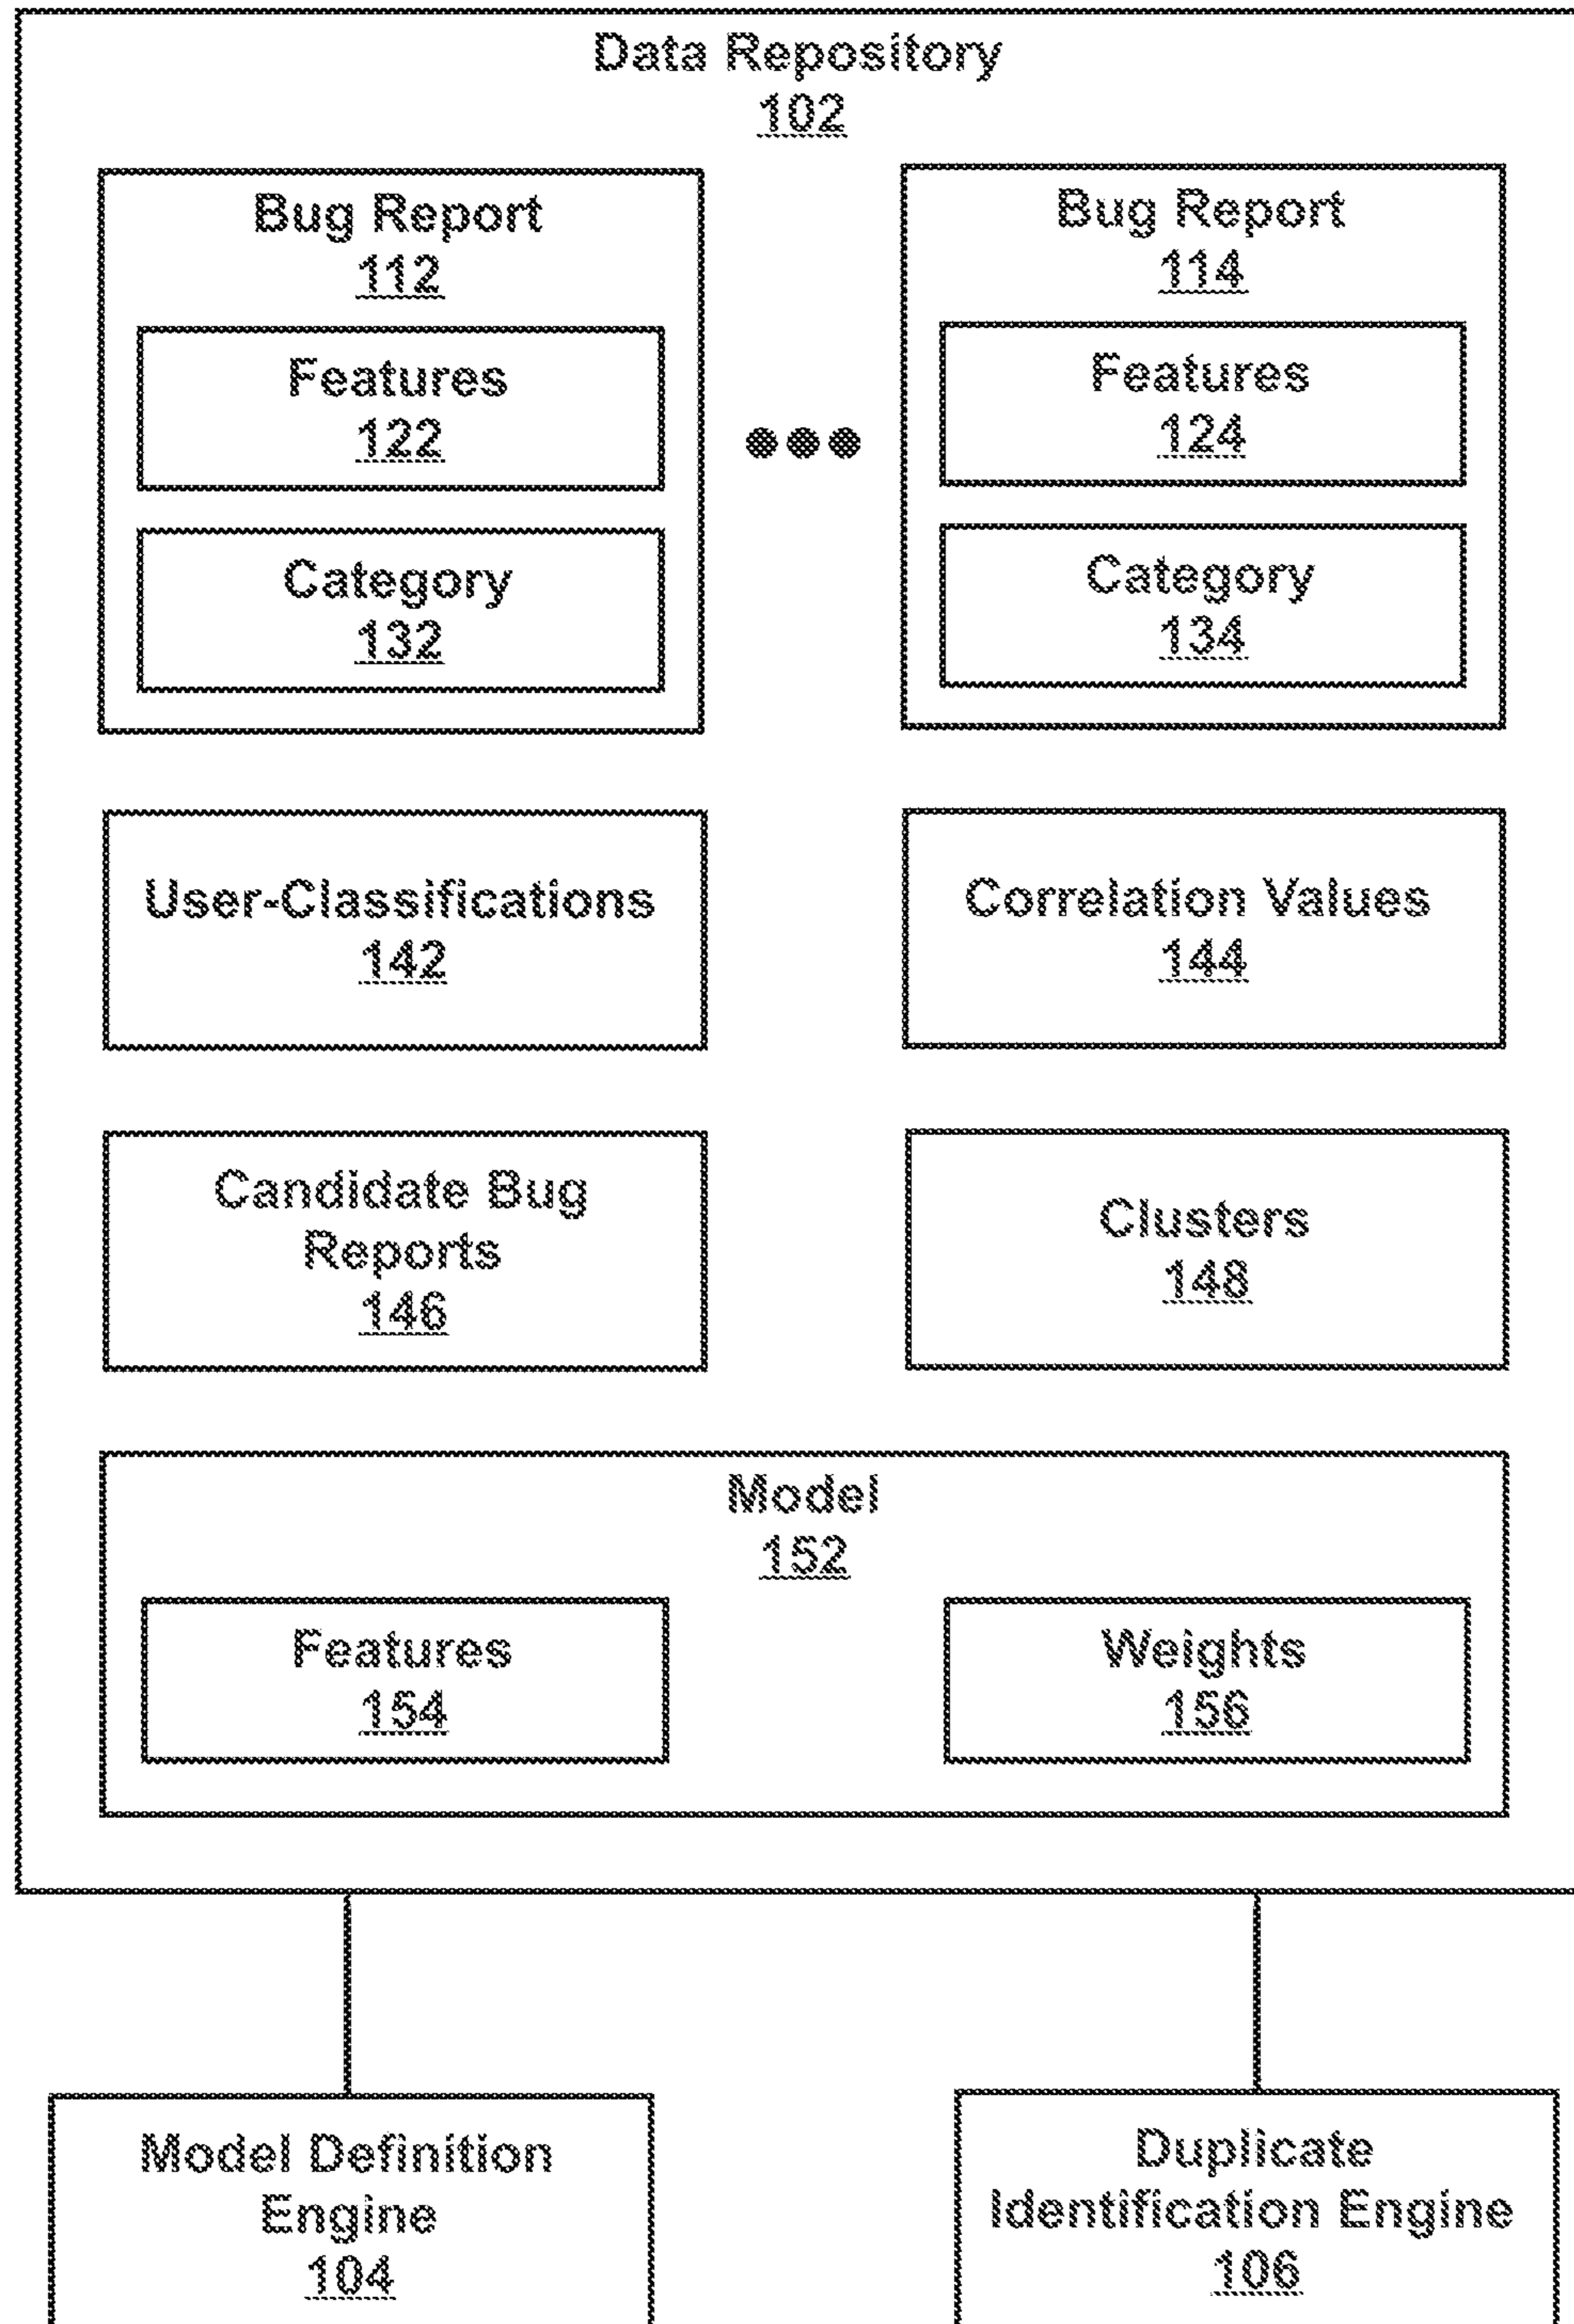 Data Repository
102
Bug Report
112
Features
122
Category
132
Bug Report
114
Features
124
Category
134
User-Classifications
142
Correlation Values
144
Candidate Bug
Reports
146
Clusters
148
Model
152
Features
154
Weights
156
Model Definition
Engine
104
Duplicate
Identification Engine
106